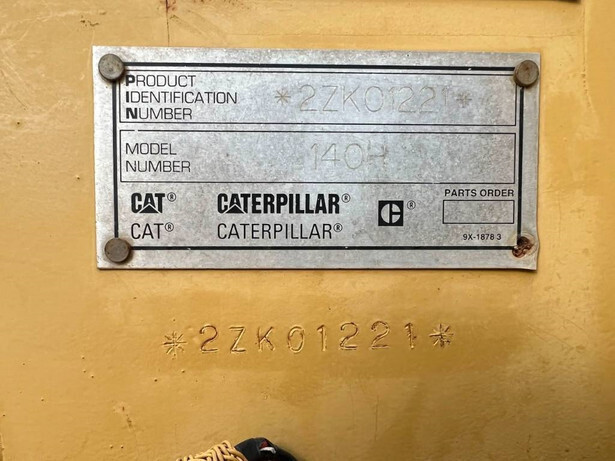 PRODUCT
IDENTIFICATION
NUMBER
*2ZK01221*
MODEL
NUMBER
140H
CAT® CATERPILLAR® C
CAT® CATERPILLAR®
PARTS ORDER
9X-1878 3
*2ZK01221*